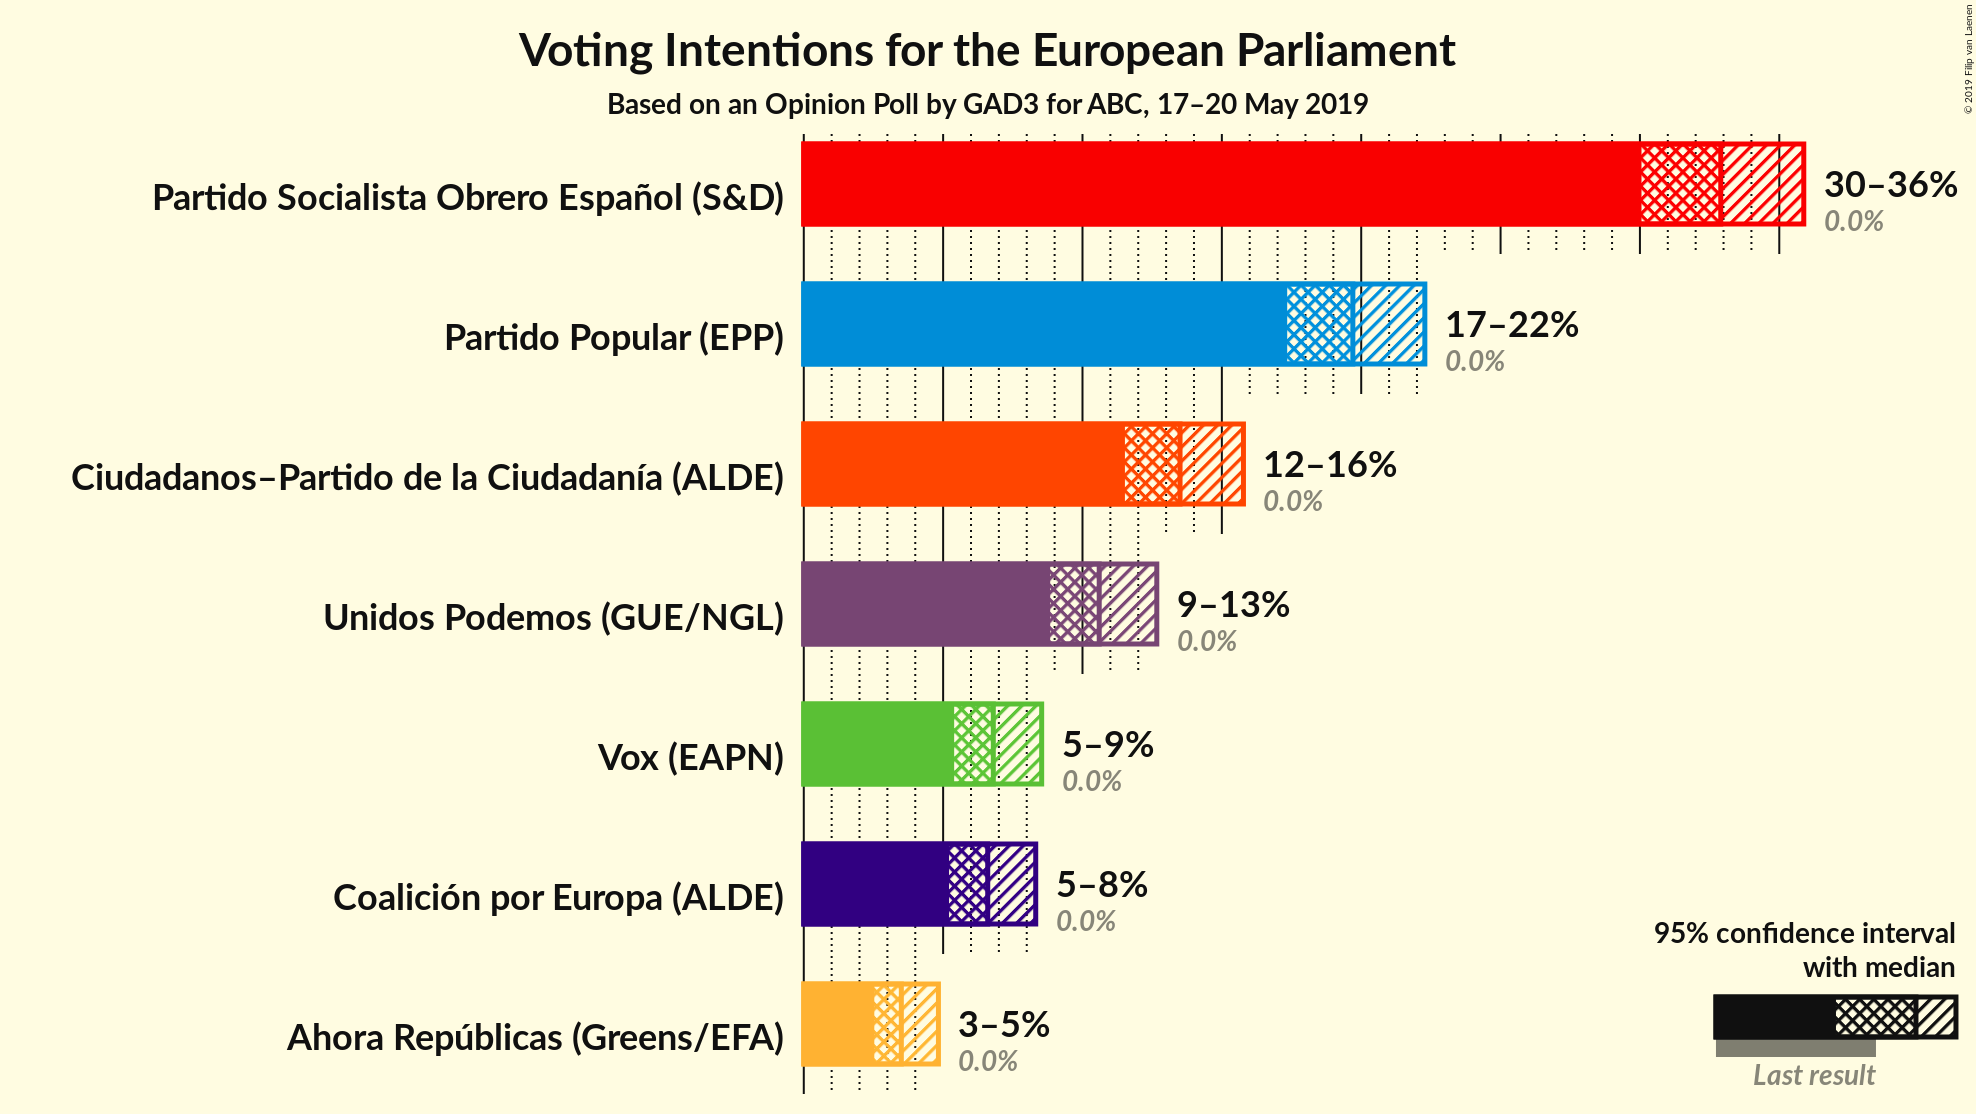 Voting Intentions for the European Parliament
Based on an Opinion Poll by GAD3 for ABC, 17–20 May 2019
© 2019 Filip van Laenen
Partido Socialista Obrero Español (S&D)
30–36%
0.0%
Partido Popular (EPP)
17–22%
0.0%
Ciudadanos–Partido de la Ciudadanía (ALDE)
12–16%
0.0%
Unidos Podemos (GUE/NGL)
9–13%
0.0%
Vox (EAPN)
5–9%
0.0%
Coalición por Europa (ALDE)
5–8%
0.0%
Ahora Repúblicas (Greens/EFA)
3–5%
0.0%
95% confidence interval
with median
Last result